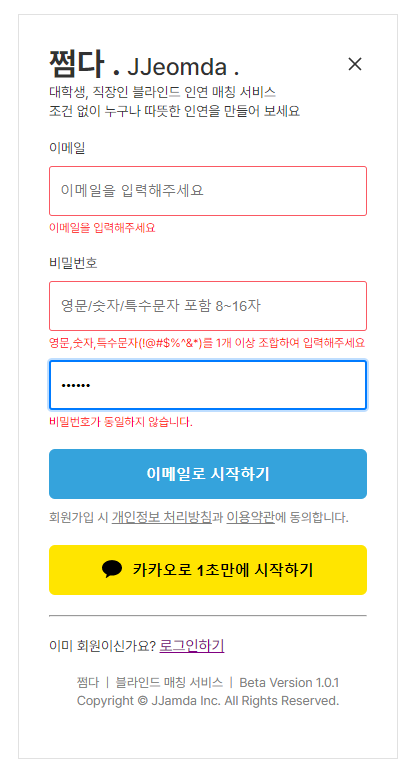 쩜다 . JJeomda .
대학생, 직장인 블라인드 인연 매칭 서비스
조건 없이 누구나 따뜻한 인연을 만들어 보세요
이메일
이메일을 입력해주세요
이메일을 입력해주세요
비밀번호
영문/숫자/특수문자 포함 8~16자
영문,숫자,특수문자(!@#$%^&*)를 1개 이상 조합하여 입력해주세요
••••••
비밀번호가 동일하지 않습니다.
이메일로 시작하기
회원가입 시 개인정보 처리방침과 이용약관에 동의합니다.
카카오로 1초만에 시작하기
이미 회원이신가요? 로그인하기
쩜다 ㅣ 블라인드 매칭 서비스 ㅣ Beta Version 1.0.1
Copyright © JJamda Inc. All Rights Reserved.